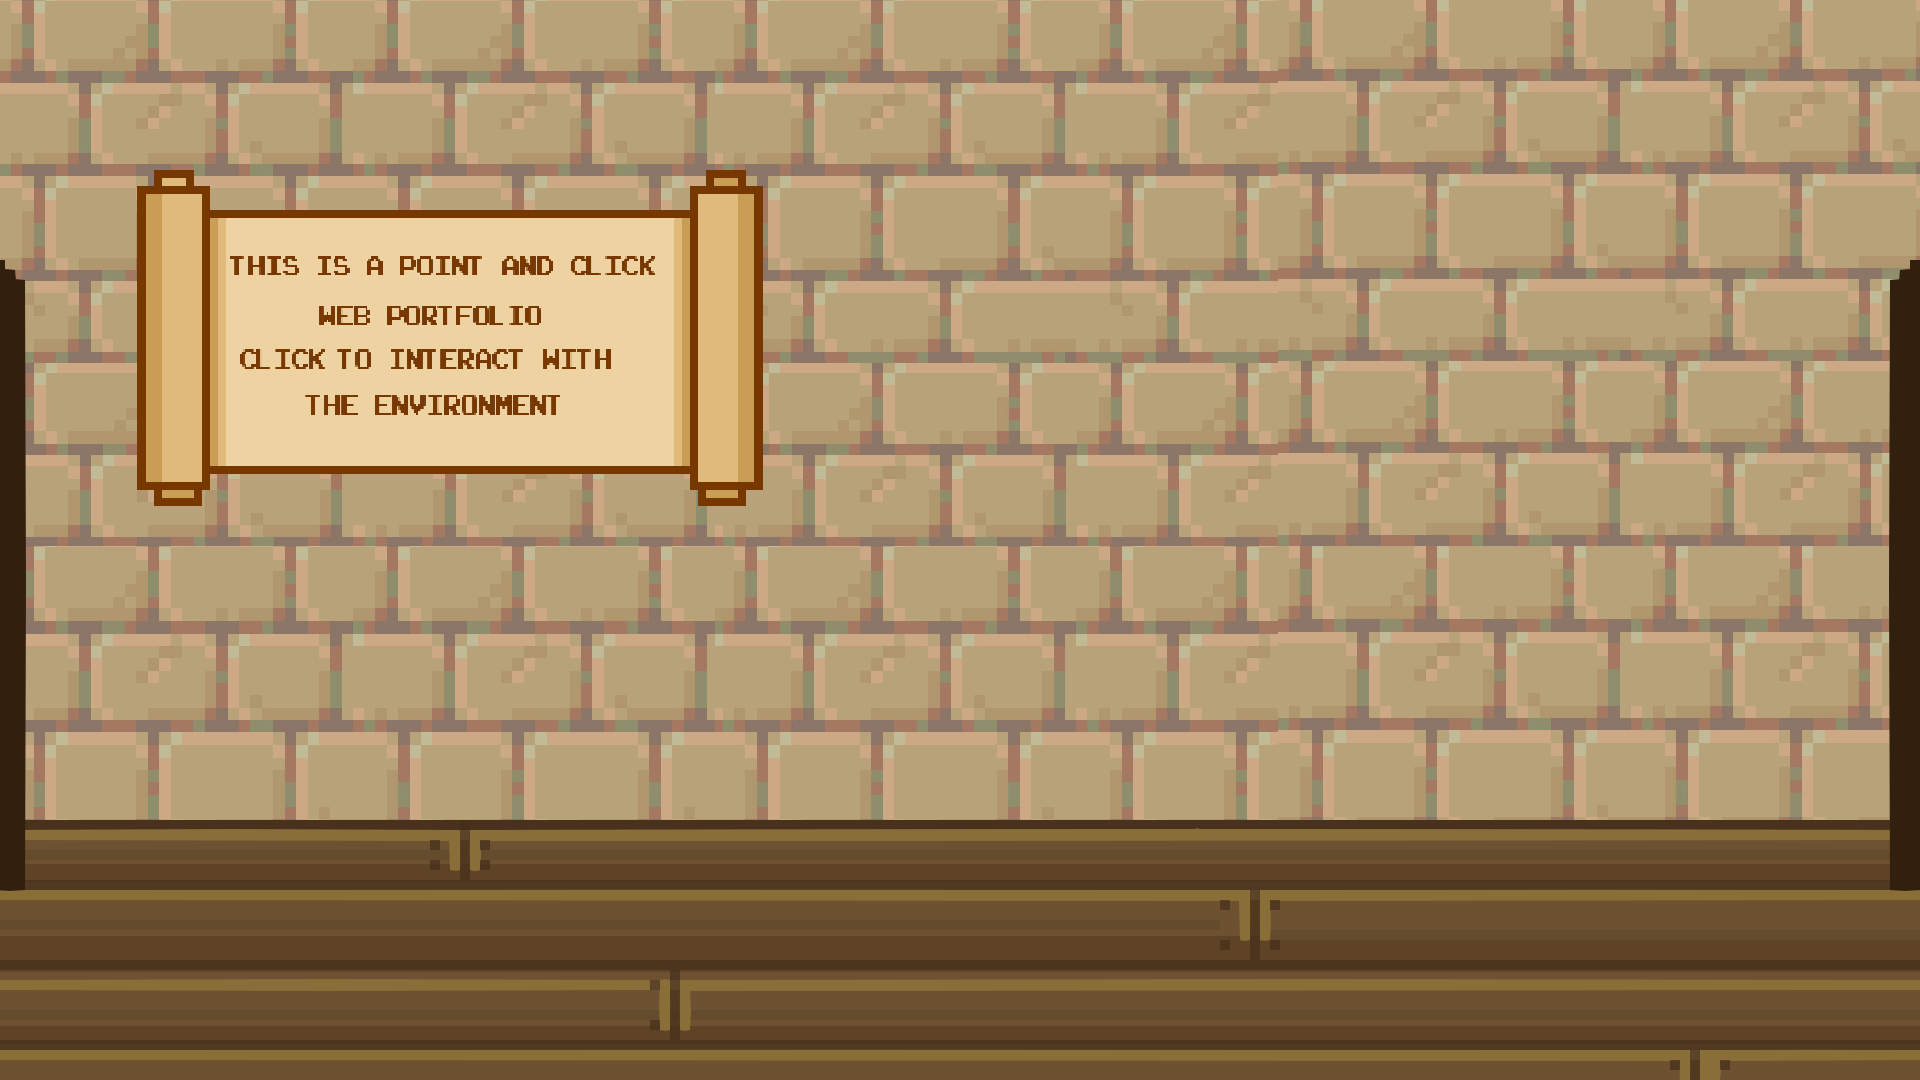 THIS IS A POINT AND CLICK
WEB PORTFOLIO
CLICK TO INTERACT WITH
THE ENVIRONMENT